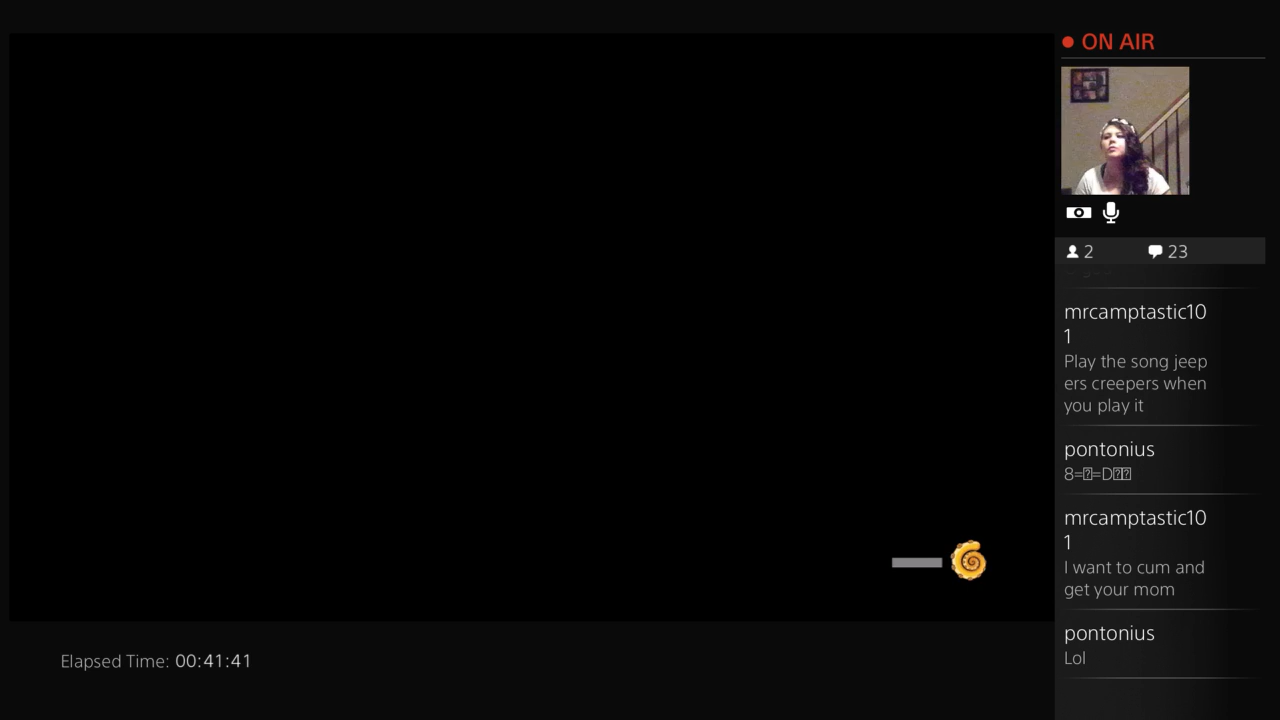 ON AIR
2 23
mrcamptastic10
1
Play the song jeep
ers creepers when
you play it
pontonius
8=⍰=D⍰⍰
mrcamptastic10
1
I want to cum and
get your mom
pontonius
Lol
Elapsed Time: 00:41:41